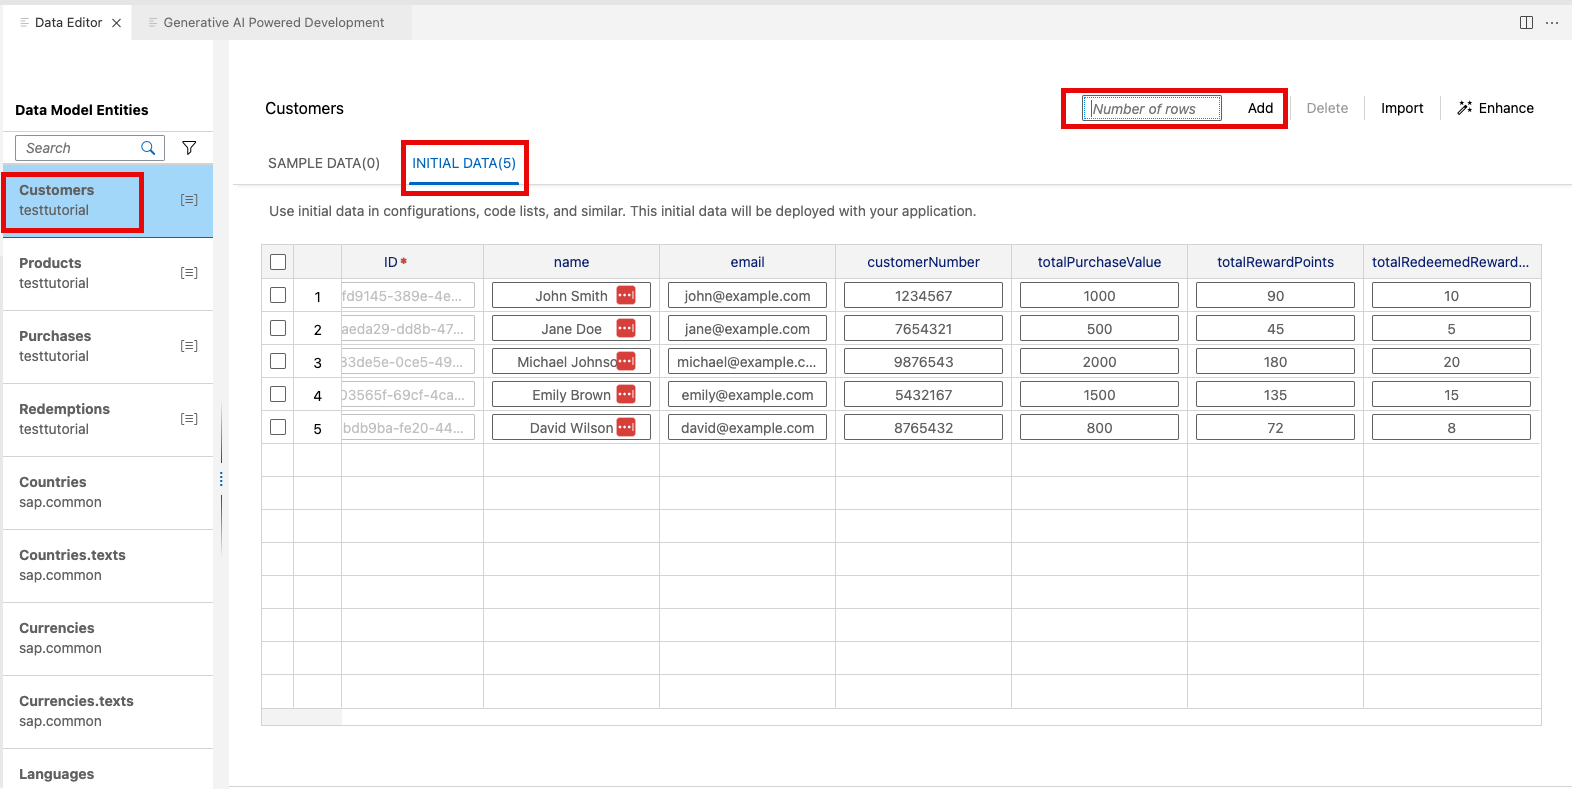 Data Editor
Generative AI Powered Development
Data Model Entities
Search
Customers
testtutorial
Products
testtutorial
Purchases
testtutorial
Redemptions
testtutorial
Countries
sap.common
Countries.texts
sap.common
Currencies
sap.common
Currencies.texts
sap.common
Languages
Customers
Number of rows Add Delete Import Enhance
SAMPLE DATA(0) INITIAL DATA(5)
Use initial data in configurations, code lists, and similar. This initial data will be deployed with your application.
ID* name email customerNumber totalPurchaseValue totalRewardPoints totalRedeemedReward...
1 fd9145-389e-4e... John Smith john@example.com 1234567 1000 90 10
2 aeda29-dd8b-47... Jane Doe jane@example.com 7654321 500 45 5
3 83de5e-0ce5-49... Michael Johnso michael@example.c... 9876543 2000 180 20
4 03565f-69cf-4ca... Emily Brown emily@example.com 5432167 1500 135 15
5 bdb9ba-fe20-44... David Wilson david@example.com 8765432 800 72 8